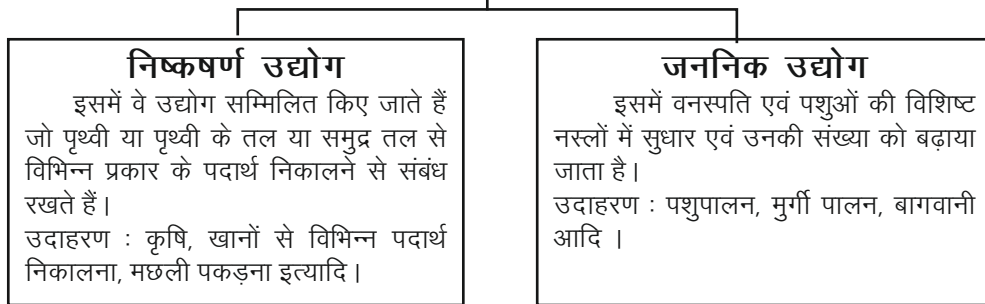 निष्कषर्ण उद्योग
इसमें वे उद्योग सम्मिलित किए जाते हैं
जो पृथ्वी या पृथ्वी के तल या समुद्र तल से
विभिन्न प्रकार के पदार्थ निकालने से संबंध
रखते हैं।
उदाहरण : कृषि, खानों से विभिन्न पदार्थ
निकालना, मछली पकड़ना इत्यादि।
जननिक उद्योग
इसमें वनस्पति एवं पशुओं की विशिष्ट
नस्लों में सुधार एवं उनकी संख्या को बढ़ाया
जाता है।
उदाहरण : पशुपालन, मुर्गी पालन, बागवानी
आदि ।